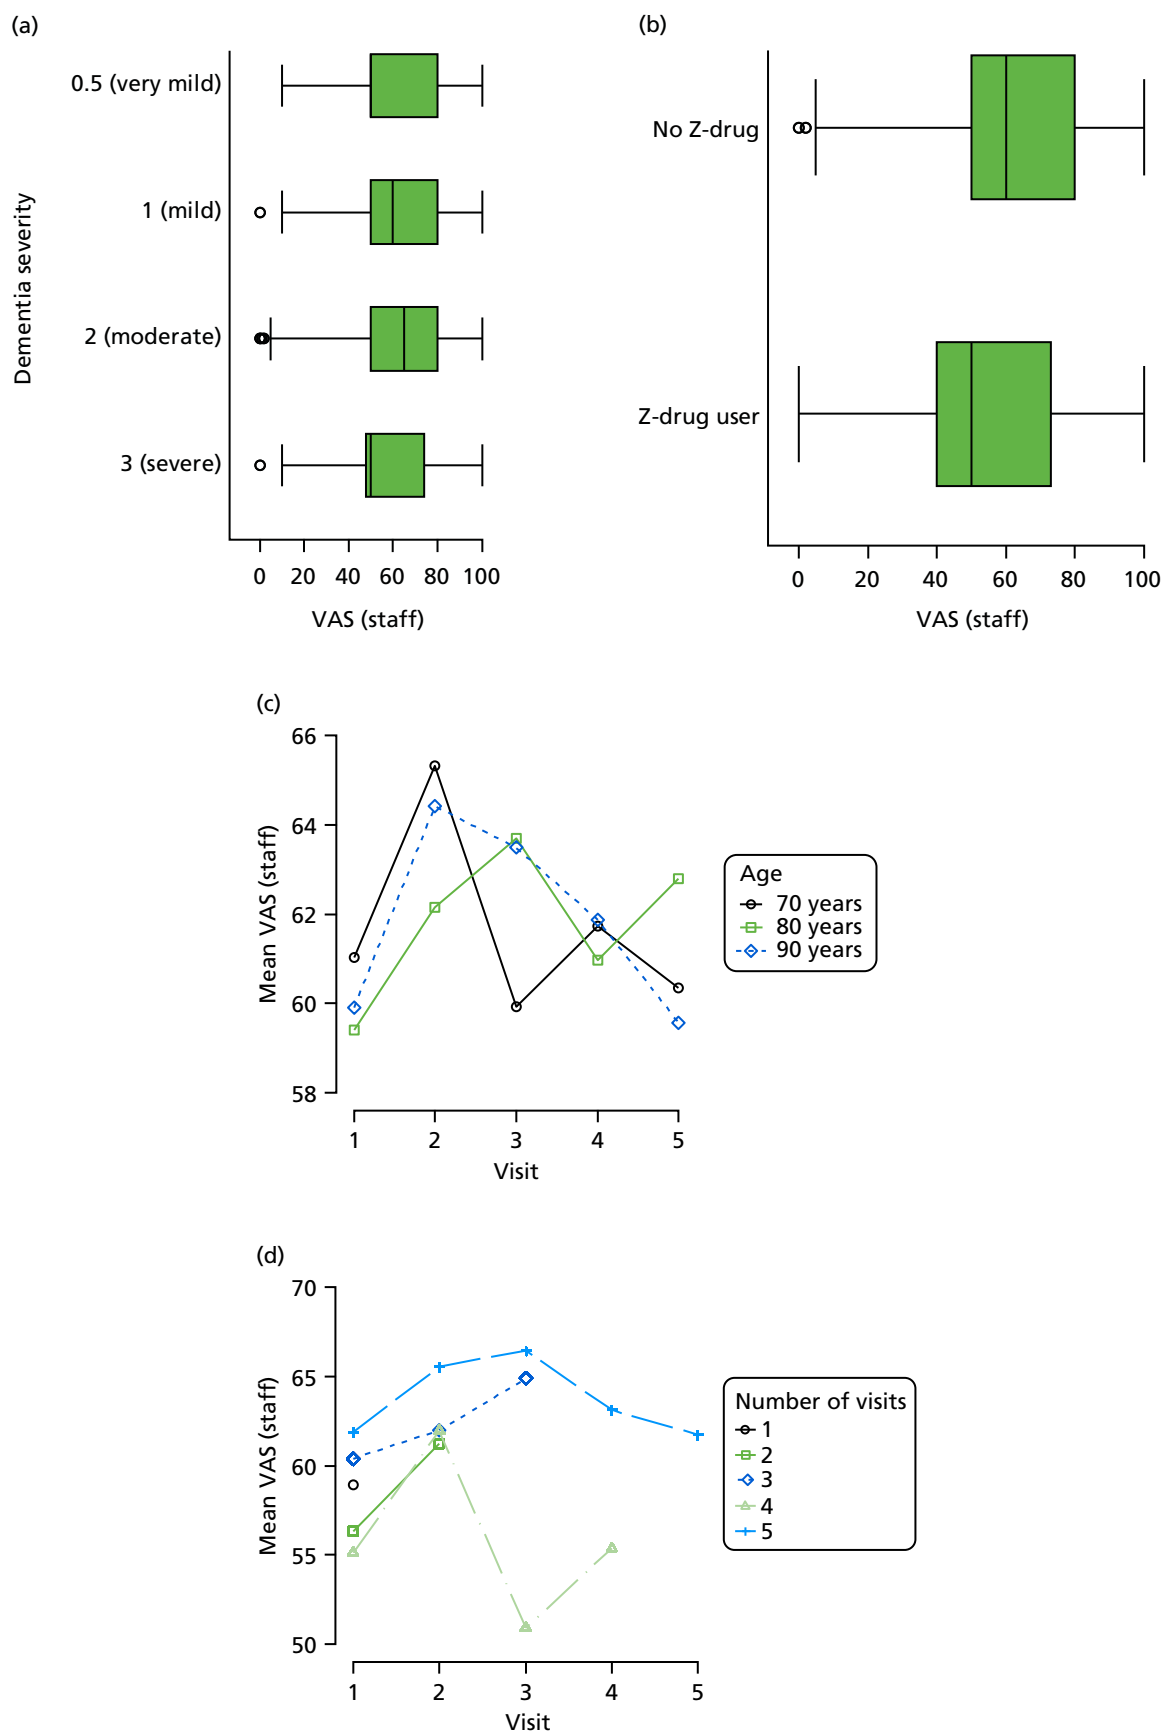 (a)
0.5 (very mild)
1 (mild)
2 (moderate)
3 (severe)
Dementia severity
0 20 40 60 80 100
VAS (staff)
(b)
No Z-drug
Z-drug user
0 20 40 60 80 100
VAS (staff)
(c)
66
64
62
60
58
Mean VAS (staff)
1 2 3 4 5
Visit
Age
70 years
80 years
90 years
(d)
70
65
60
55
50
Mean VAS (staff)
1 2 3 4 5
Visit
Number of visits
1
2
3
4
5